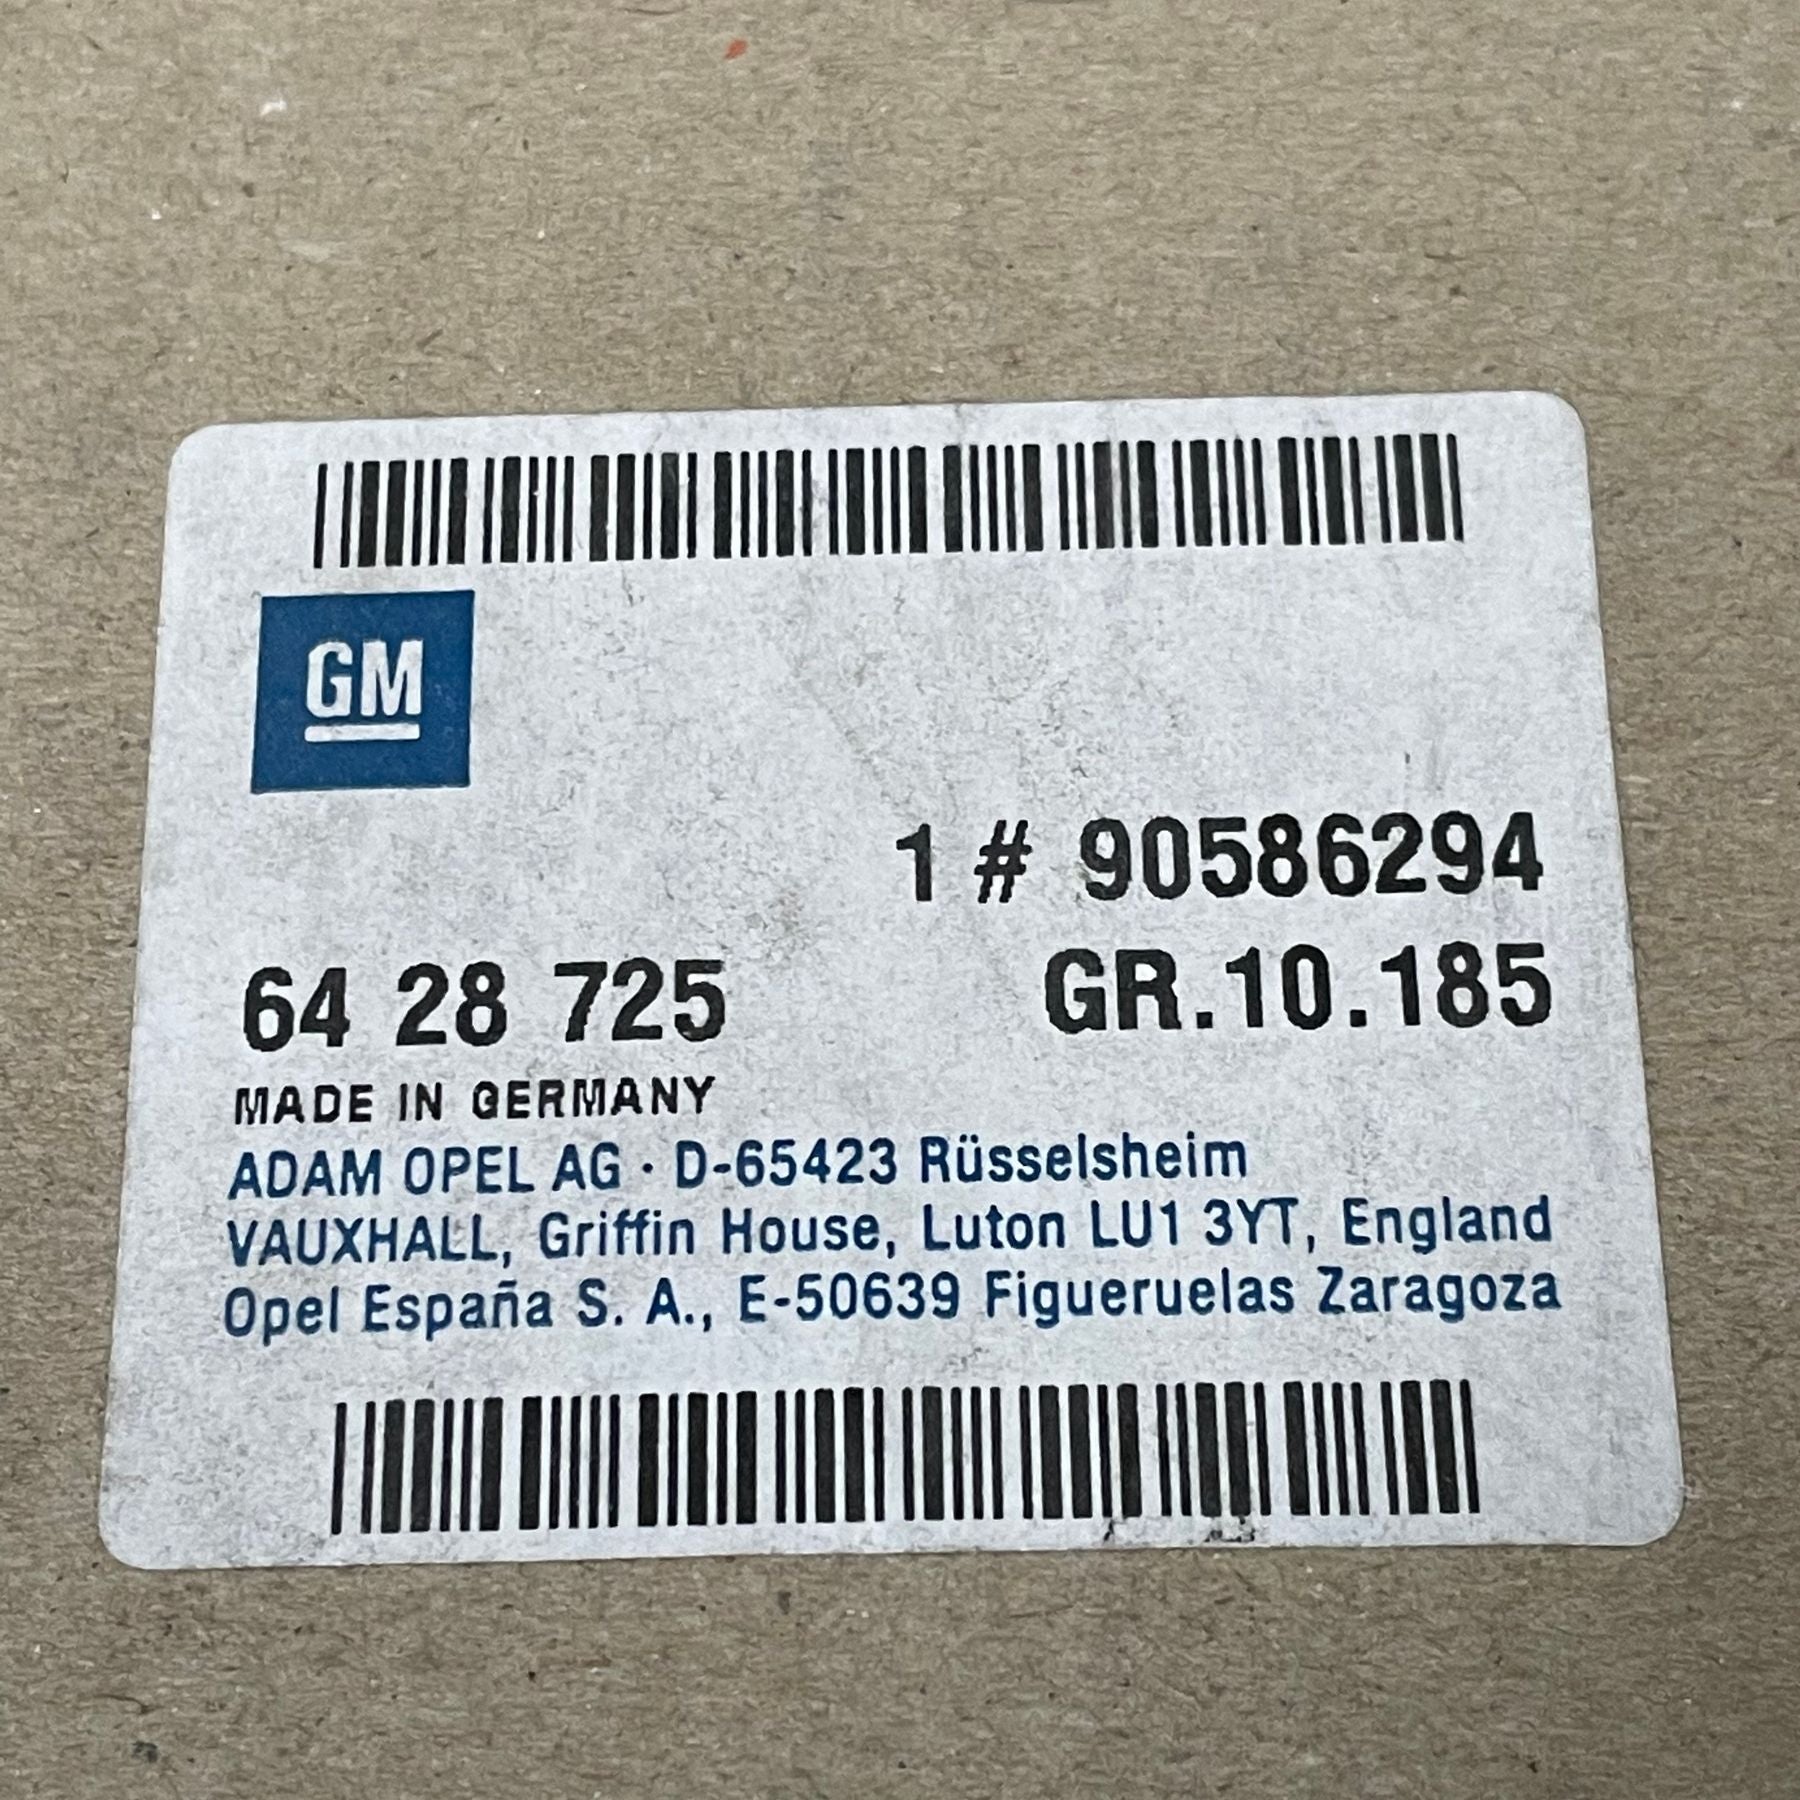 GM
1 # 90586294
64 28 725 GR.10.185
MADE IN GERMANY
ADAM OPEL AG · D-65423 Rüsselsheim
VAUXHALL, Griffin House, Luton LU1 3YT, England
Opel España S. A., E-50639 Figueruelas Zaragoza